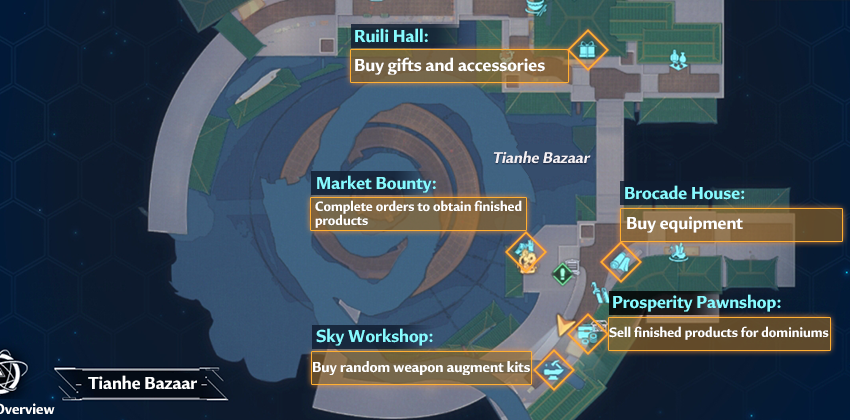 Ruili Hall:
Buy gifts and accessories
Tianhe Bazaar
Market Bounty:
Complete orders to obtain finished
products
Brocade House:
Buy equipment
Prosperity Pawnshop:
Sell finished products for dominiums
Sky Workshop:
Buy random weapon augment kits
Tianhe Bazaar
Overview